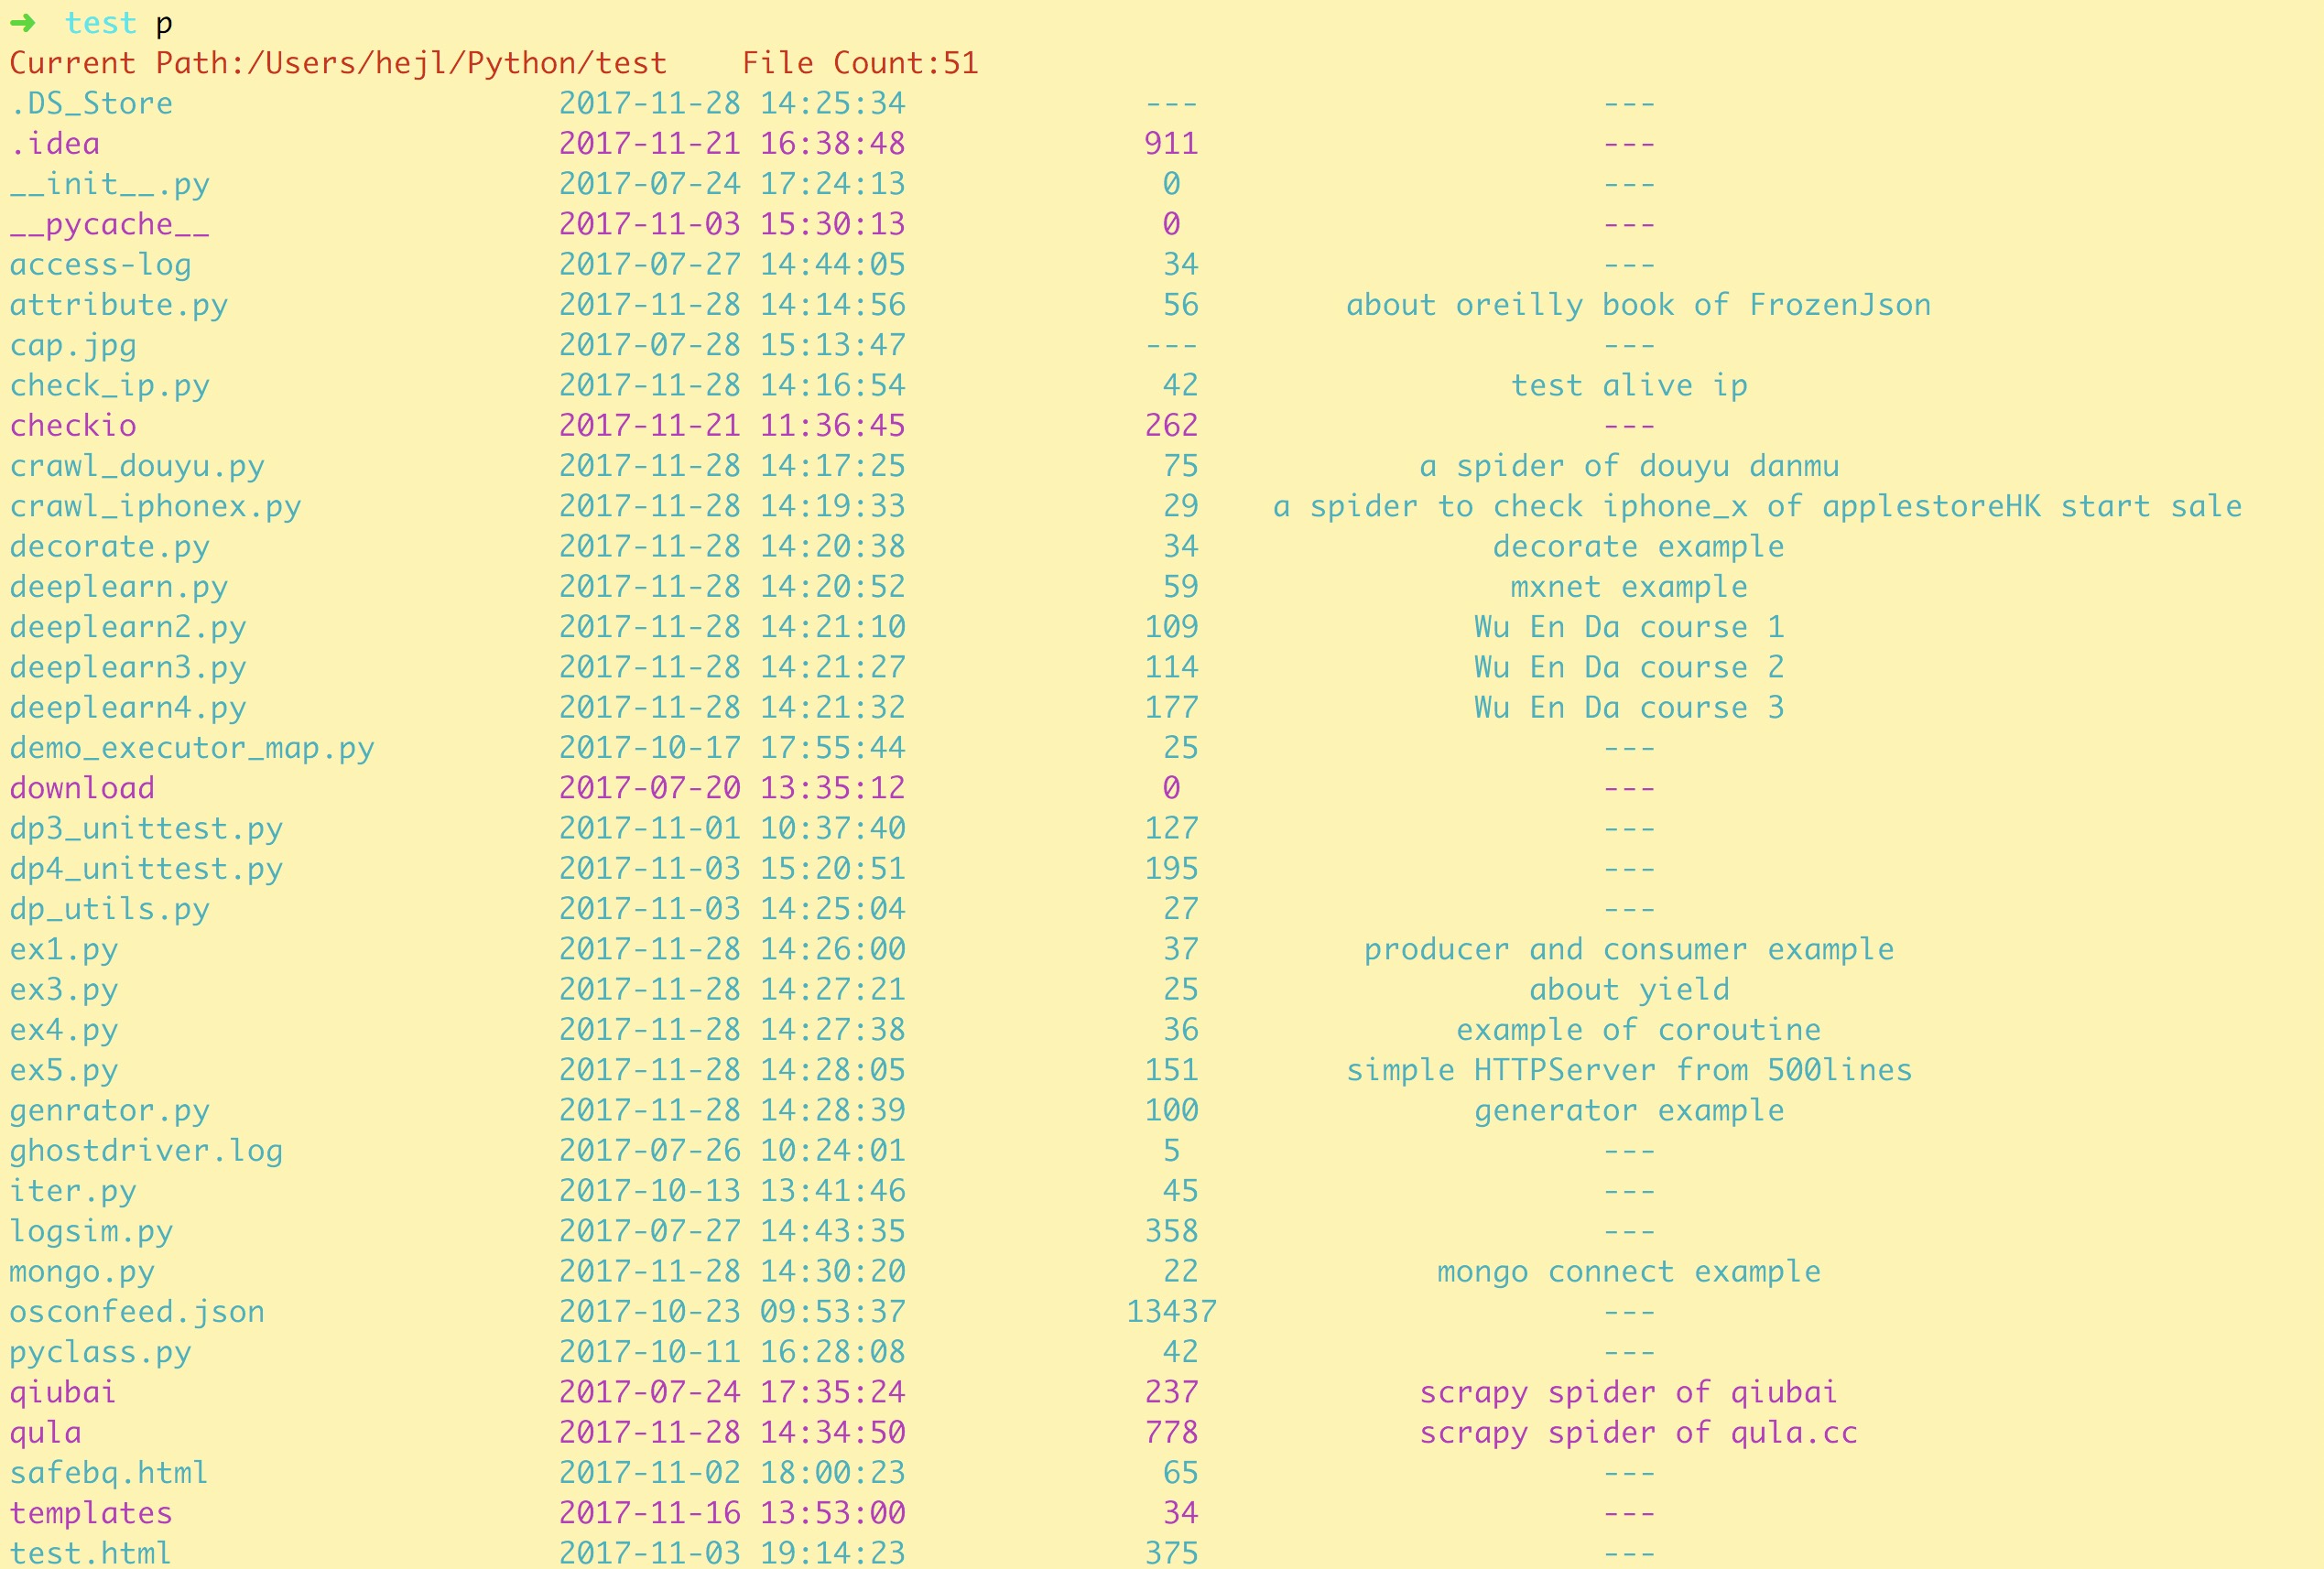 ➜ test p
Current Path:/Users/hejl/Python/test File Count:51
.DS_Store 2017-11-28 14:25:34 --- ---
.idea 2017-11-21 16:38:48 911 ---
__init__.py 2017-07-24 17:24:13 0 ---
__pycache__ 2017-11-03 15:30:13 0 ---
access-log 2017-07-27 14:44:05 34 ---
attribute.py 2017-11-28 14:14:56 56 about oreilly book of FrozenJson
cap.jpg 2017-07-28 15:13:47 --- ---
check_ip.py 2017-11-28 14:16:54 42 test alive ip
checkio 2017-11-21 11:36:45 262 ---
crawl_douyu.py 2017-11-28 14:17:25 75 a spider of douyu danmu
crawl_iphonex.py 2017-11-28 14:19:33 29 a spider to check iphone_x of applestoreHK start sale
decorate.py 2017-11-28 14:20:38 34 decorate example
deeplearn.py 2017-11-28 14:20:52 59 mxnet example
deeplearn2.py 2017-11-28 14:21:10 109 Wu En Da course 1
deeplearn3.py 2017-11-28 14:21:27 114 Wu En Da course 2
deeplearn4.py 2017-11-28 14:21:32 177 Wu En Da course 3
demo_executor_map.py 2017-10-17 17:55:44 25 ---
download 2017-07-20 13:35:12 0 ---
dp3_unittest.py 2017-11-01 10:37:40 127 ---
dp4_unittest.py 2017-11-03 15:20:51 195 ---
dp_utils.py 2017-11-03 14:25:04 27 ---
ex1.py 2017-11-28 14:26:00 37 producer and consumer example
ex3.py 2017-11-28 14:27:21 25 about yield
ex4.py 2017-11-28 14:27:38 36 example of coroutine
ex5.py 2017-11-28 14:28:05 151 simple HTTPServer from 500lines
genrator.py 2017-11-28 14:28:39 100 generator example
ghostdriver.log 2017-07-26 10:24:01 5 ---
iter.py 2017-10-13 13:41:46 45 ---
logsim.py 2017-07-27 14:43:35 358 ---
mongo.py 2017-11-28 14:30:20 22 mongo connect example
osconfeed.json 2017-10-23 09:53:37 13437 ---
pyclass.py 2017-10-11 16:28:08 42 ---
qiubai 2017-07-24 17:35:24 237 scrapy spider of qiubai
qula 2017-11-28 14:34:50 778 scrapy spider of qula.cc
safebq.html 2017-11-02 18:00:23 65 ---
templates 2017-11-16 13:53:00 34 ---
test.html 2017-11-03 19:14:23 375 ---